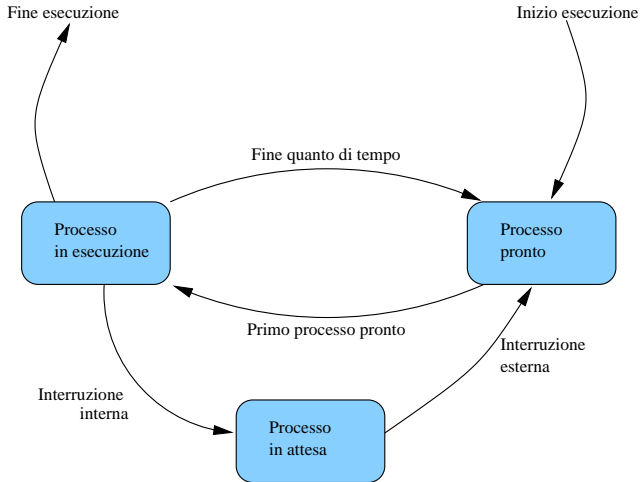 Fine esecuzione
Inizio esecuzione
Fine quanto di tempo
Processo
in esecuzione
Processo
pronto
Primo processo pronto
Interruzione
esterna
Interruzione
interna
Processo
in attesa